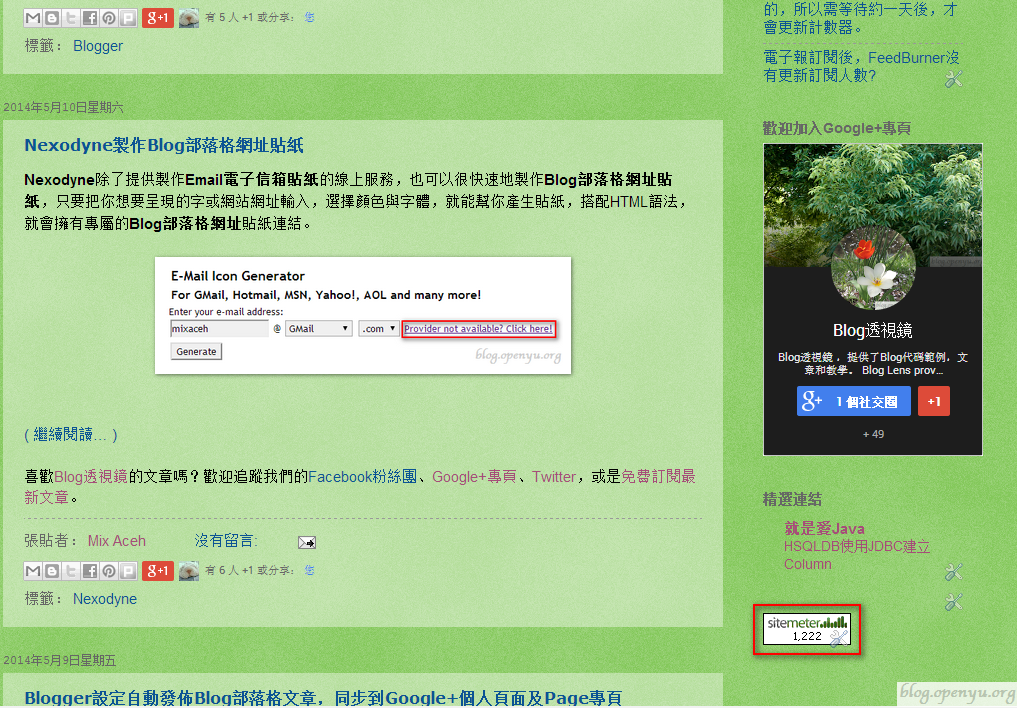 g+1 有 5 人 +1 或分享： 您
標籤： Blogger
2014年5月10日星期六
Nexodyne製作Blog部落格網址貼紙
Nexodyne除了提供製作Email電子信箱貼紙的線上服務，也可以很快速地製作Blog部落格網址貼
紙，只要把你想要呈現的字或網站網址輸入，選擇顏色與字體，就能幫你產生貼紙，搭配HTML語法，
就會擁有專屬的Blog部落格網址貼紙連結。
E-Mail Icon Generator
For GMail, Hotmail, MSN, Yahoo!, AOL and many more!
Enter your e-mail address:
mixaceh @ GMail .com Provider not available? Click here!
Generate
blog.openyu.org
( 繼續閱讀... )
喜歡Blog透視鏡的文章嗎？歡迎追蹤我們的Facebook粉絲團、Google+專頁、Twitter，或是免費訂閱最
新文章。
張貼者： Mix Aceh 沒有留言:
g+1 有 6 人 +1 或分享： 您
標籤： Nexodyne
2014年5月9日星期五
Blogger設定自動發佈Blog部落格文章，同步到Google+個人頁面及Page專頁
的，所以需等待約一天後，才
會更新計數器。
電子報訂閱後，FeedBurner沒
有更新訂閱人數?
歡迎加入Google+專頁
Blog透視鏡
Blog透視鏡 ，提供了Blog代碼範例，文
章和教學。 Blog Lens prov...
g+ 1 個社交圈 +1
+ 49
精選連結
就是愛Java
HSQLDB使用JDBC建立
Column
sitemeter
1,222
blog.openyu.org